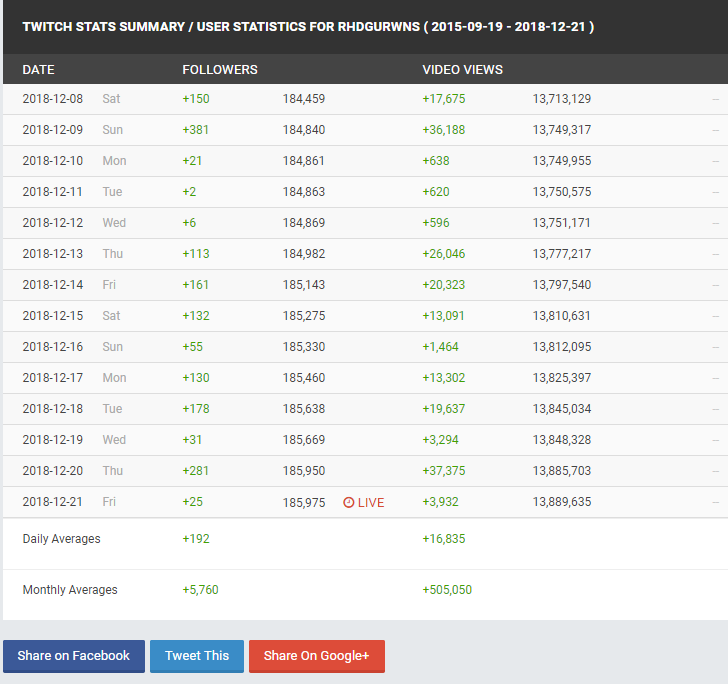 TWITCH STATS SUMMARY / USER STATISTICS FOR RHDGURWNS ( 2015-09-19 - 2018-12-21 )
DATE FOLLOWERS VIDEO VIEWS
2018-12-08 Sat +150 184,459 +17,675 13,713,129 --
2018-12-09 Sun +381 184,840 +36,188 13,749,317 --
2018-12-10 Mon +21 184,861 +638 13,749,955 --
2018-12-11 Tue +2 184,863 +620 13,750,575 --
2018-12-12 Wed +6 184,869 +596 13,751,171 --
2018-12-13 Thu +113 184,982 +26,046 13,777,217 --
2018-12-14 Fri +161 185,143 +20,323 13,797,540 --
2018-12-15 Sat +132 185,275 +13,091 13,810,631 --
2018-12-16 Sun +55 185,330 +1,464 13,812,095 --
2018-12-17 Mon +130 185,460 +13,302 13,825,397 --
2018-12-18 Tue +178 185,638 +19,637 13,845,034 --
2018-12-19 Wed +31 185,669 +3,294 13,848,328 --
2018-12-20 Thu +281 185,950 +37,375 13,885,703 --
2018-12-21 Fri +25 185,975 LIVE +3,932 13,889,635 --
Daily Averages +192 +16,835
Monthly Averages +5,760 +505,050
Share on Facebook Tweet This Share On Google+